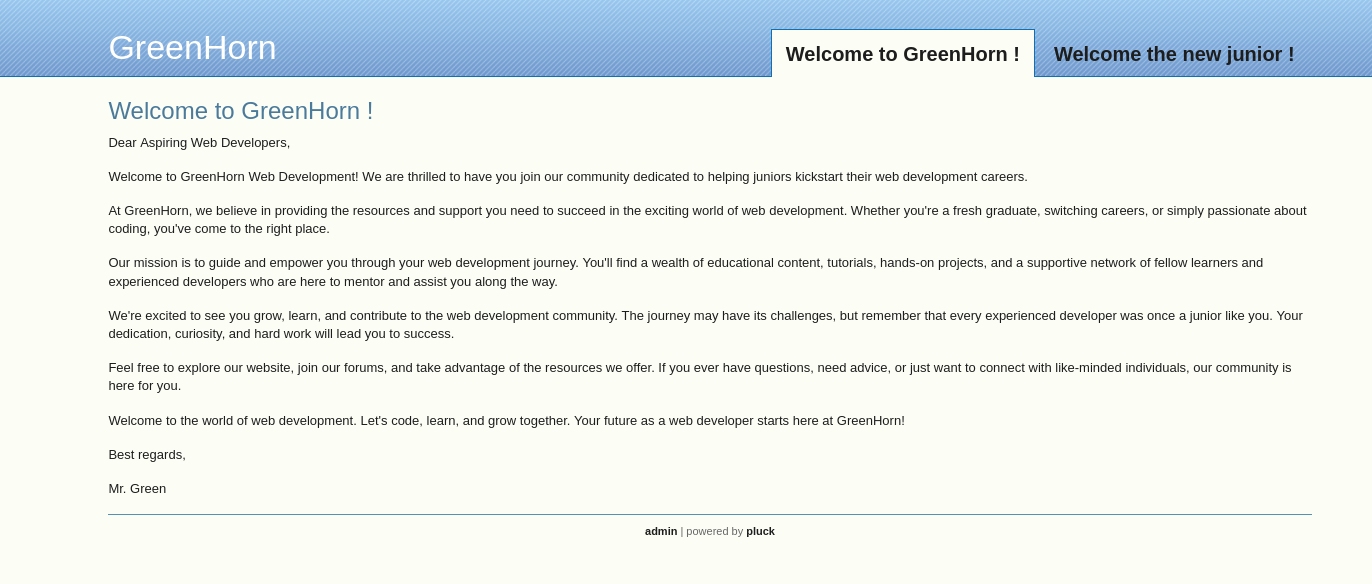 GreenHorn
Welcome to GreenHorn !
Welcome the new junior !
Welcome to GreenHorn !
Dear Aspiring Web Developers,
Welcome to GreenHorn Web Development! We are thrilled to have you join our community dedicated to helping juniors kickstart their web development careers.
At GreenHorn, we believe in providing the resources and support you need to succeed in the exciting world of web development. Whether you're a fresh graduate, switching careers, or simply passionate about
coding, you've come to the right place.
Our mission is to guide and empower you through your web development journey. You'll find a wealth of educational content, tutorials, hands-on projects, and a supportive network of fellow learners and
experienced developers who are here to mentor and assist you along the way.
We're excited to see you grow, learn, and contribute to the web development community. The journey may have its challenges, but remember that every experienced developer was once a junior like you. Your
dedication, curiosity, and hard work will lead you to success.
Feel free to explore our website, join our forums, and take advantage of the resources we offer. If you ever have questions, need advice, or just want to connect with like-minded individuals, our community is
here for you.
Welcome to the world of web development. Let's code, learn, and grow together. Your future as a web developer starts here at GreenHorn!
Best regards,
Mr. Green
admin | powered by pluck